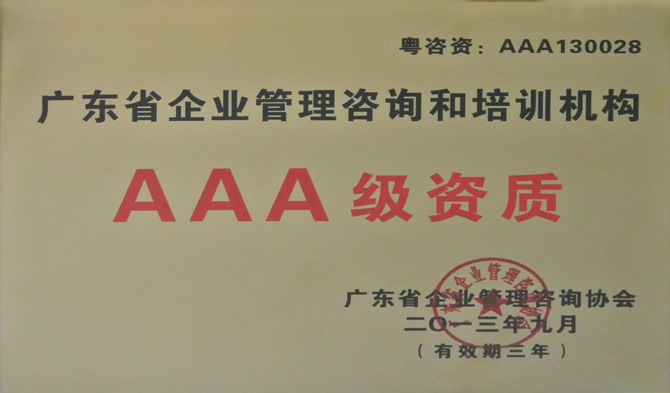 粤咨资：AAA130028
广东省企业管理咨询和培训机构
AAA级资质
广东省企业管理咨询协会
二〇一三年九月
（有效期三年）